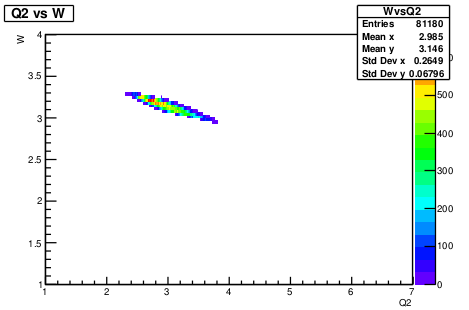 Q2 vs W
WvsQ2
Entries 81180
Mean x 2.985
Mean y 3.146
Std Dev x 0.2649
Std Dev y 0.06796
W
4
3.5
3
2.5
2
1.5
1
1 2 3 4 5 6 7
Q2
500
400
300
200
100
0